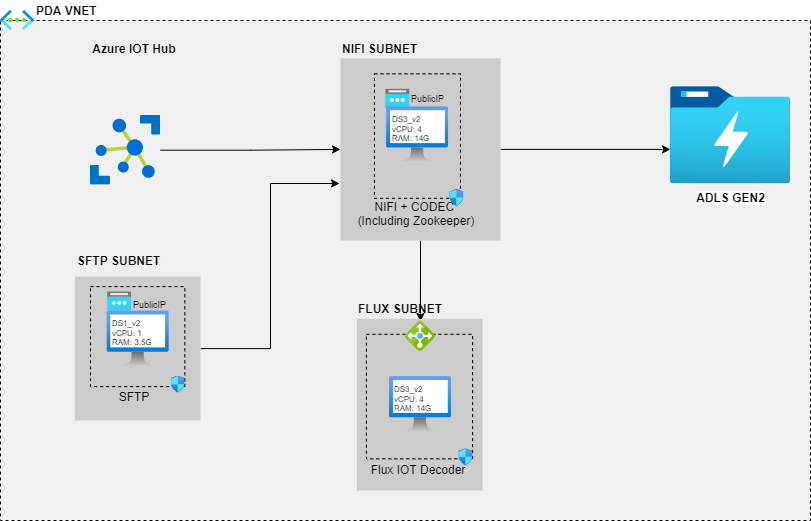 PDA VNET
Azure IOT Hub
NIFI SUBNET
PublicIP
DS3_v2
vCPU: 4
RAM: 14G
NIFI + CODEC
(Including Zookeeper)
ADLS GEN2
SFTP SUBNET
PublicIP
DS1_v2
vCPU: 1
RAM: 3.5G
SFTP
FLUX SUBNET
DS3_v2
vCPU: 4
RAM: 14G
Flux IOT Decoder